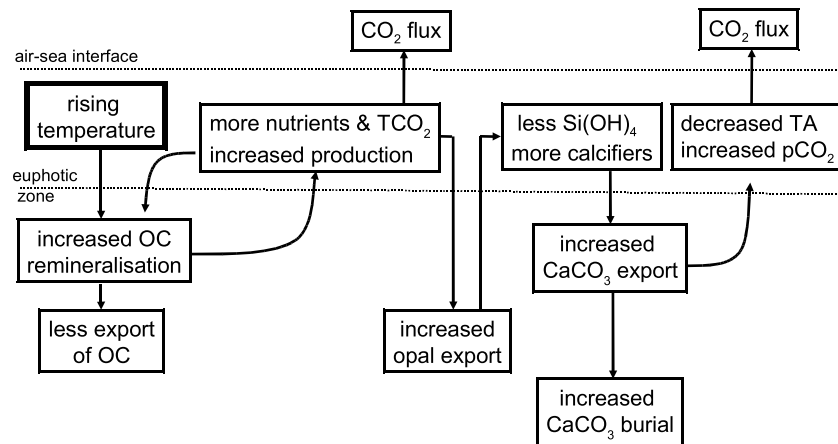 CO₂ flux
CO₂ flux
air-sea interface
rising
temperature
more nutrients & TCO₂
increased production
less Si(OH)₄
more calcifiers
decreased TA
increased pCO₂
euphotic
zone
increased OC
remineralisation
increased
CaCO₃ export
less export
of OC
increased
opal export
increased
CaCO₃ burial